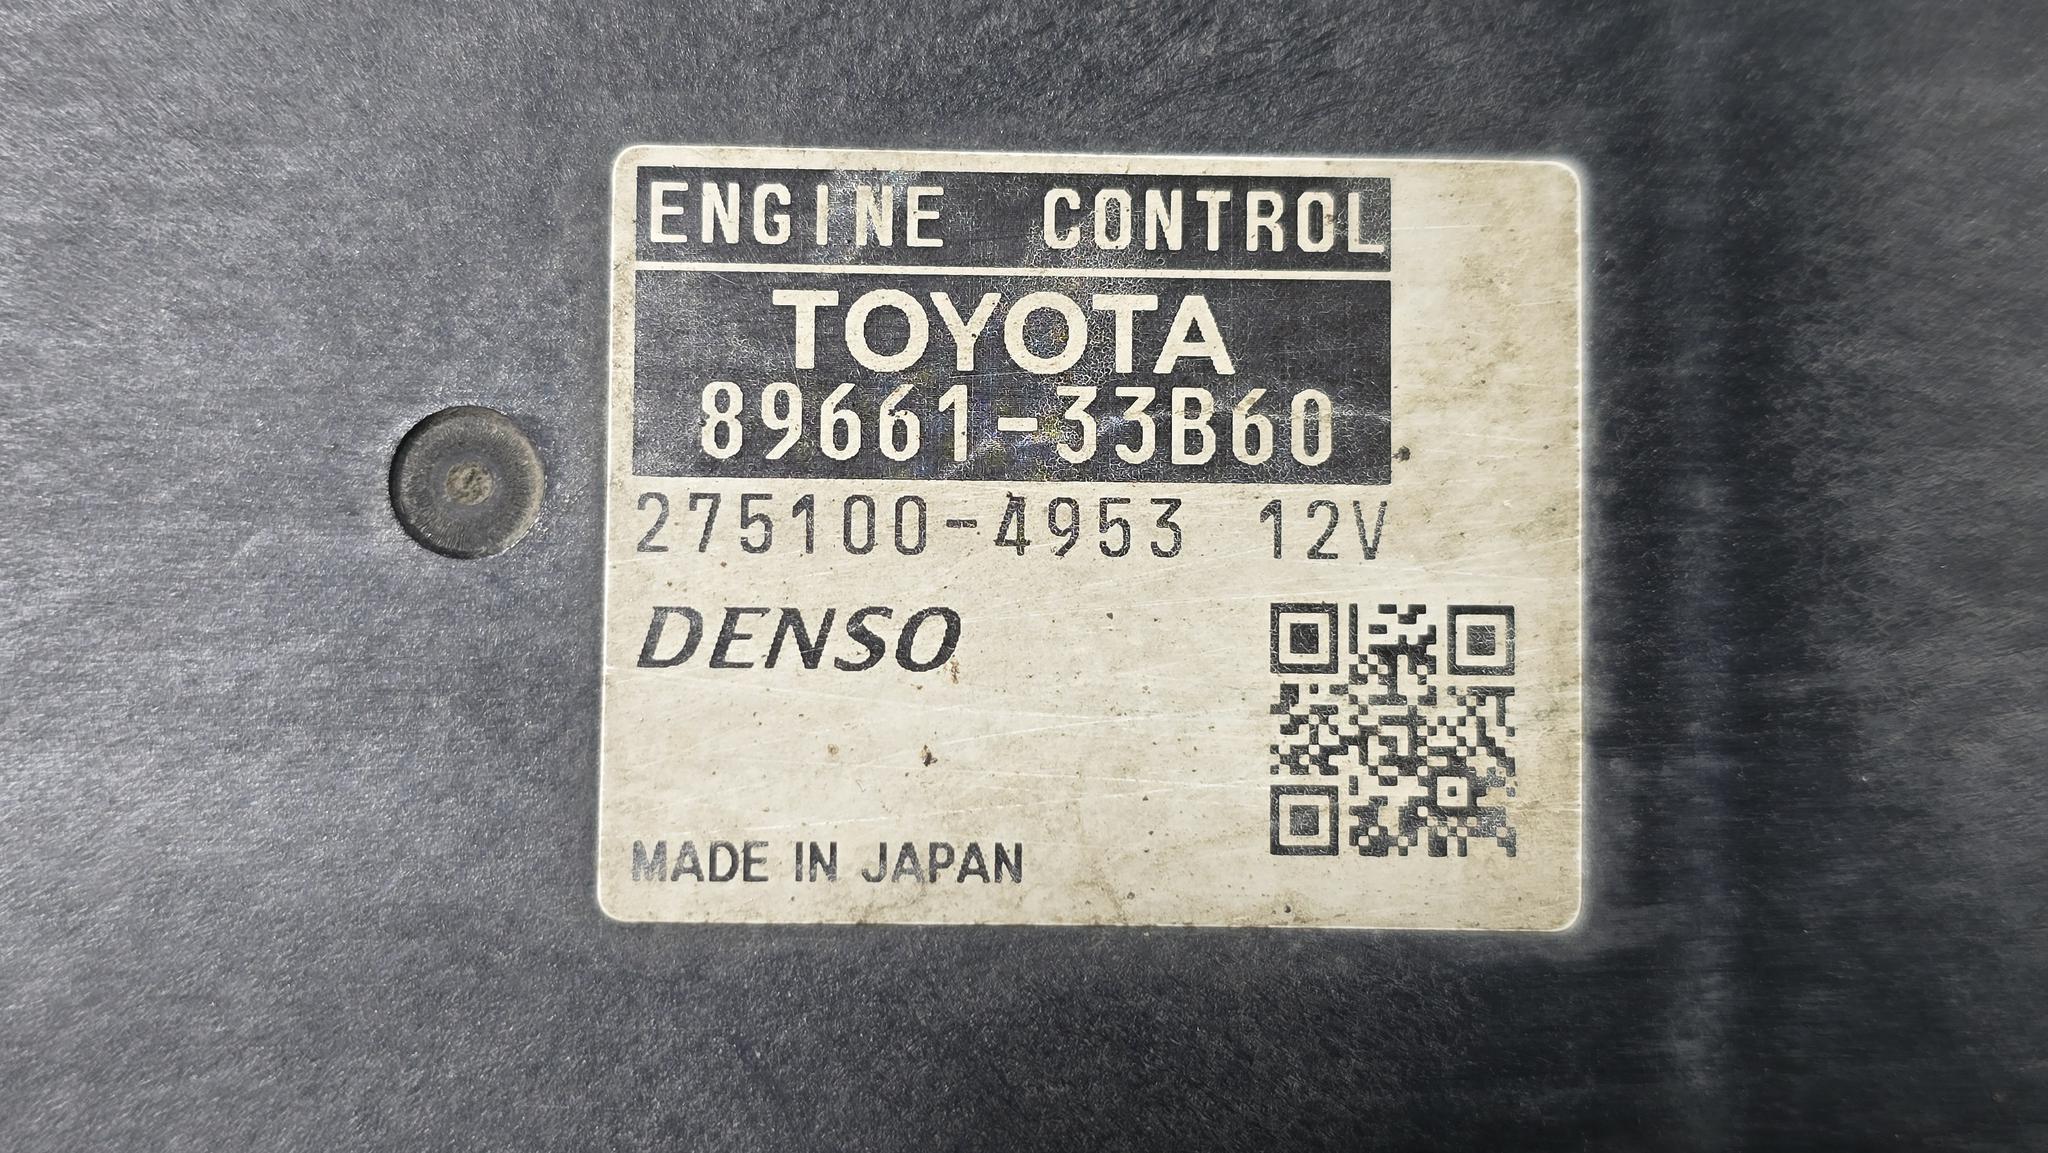 ENGINE CONTROL
TOYOTA
89661-33B60
275100-4953 12V
DENSO
MADE IN JAPAN